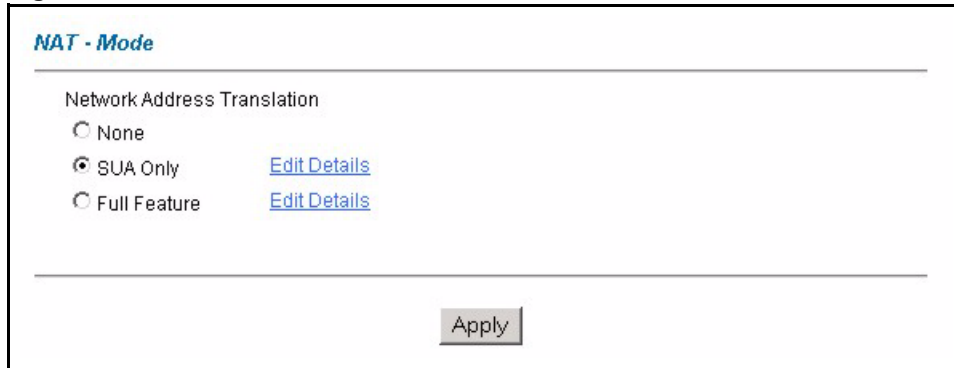 NAT - Mode
Network Address Translation
None
SUA Only Edit Details
Full Feature Edit Details
Apply